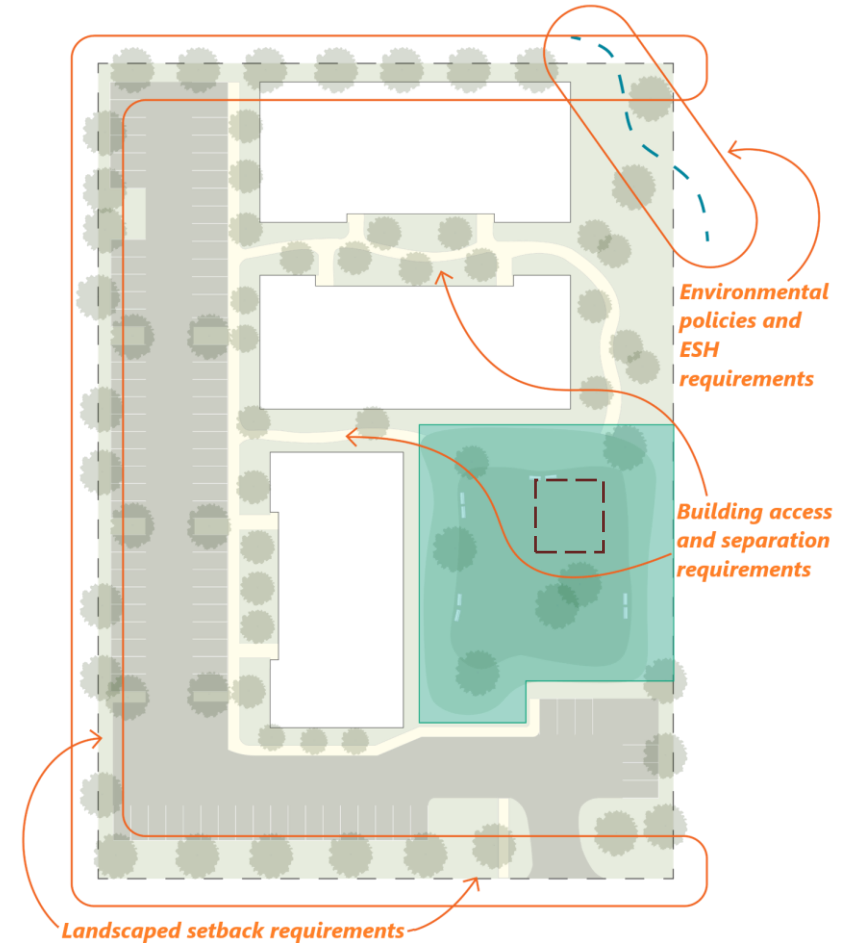 Environmental
policies and
ESH
requirements
Building access
and separation
requirements
Landscaped setback requirements